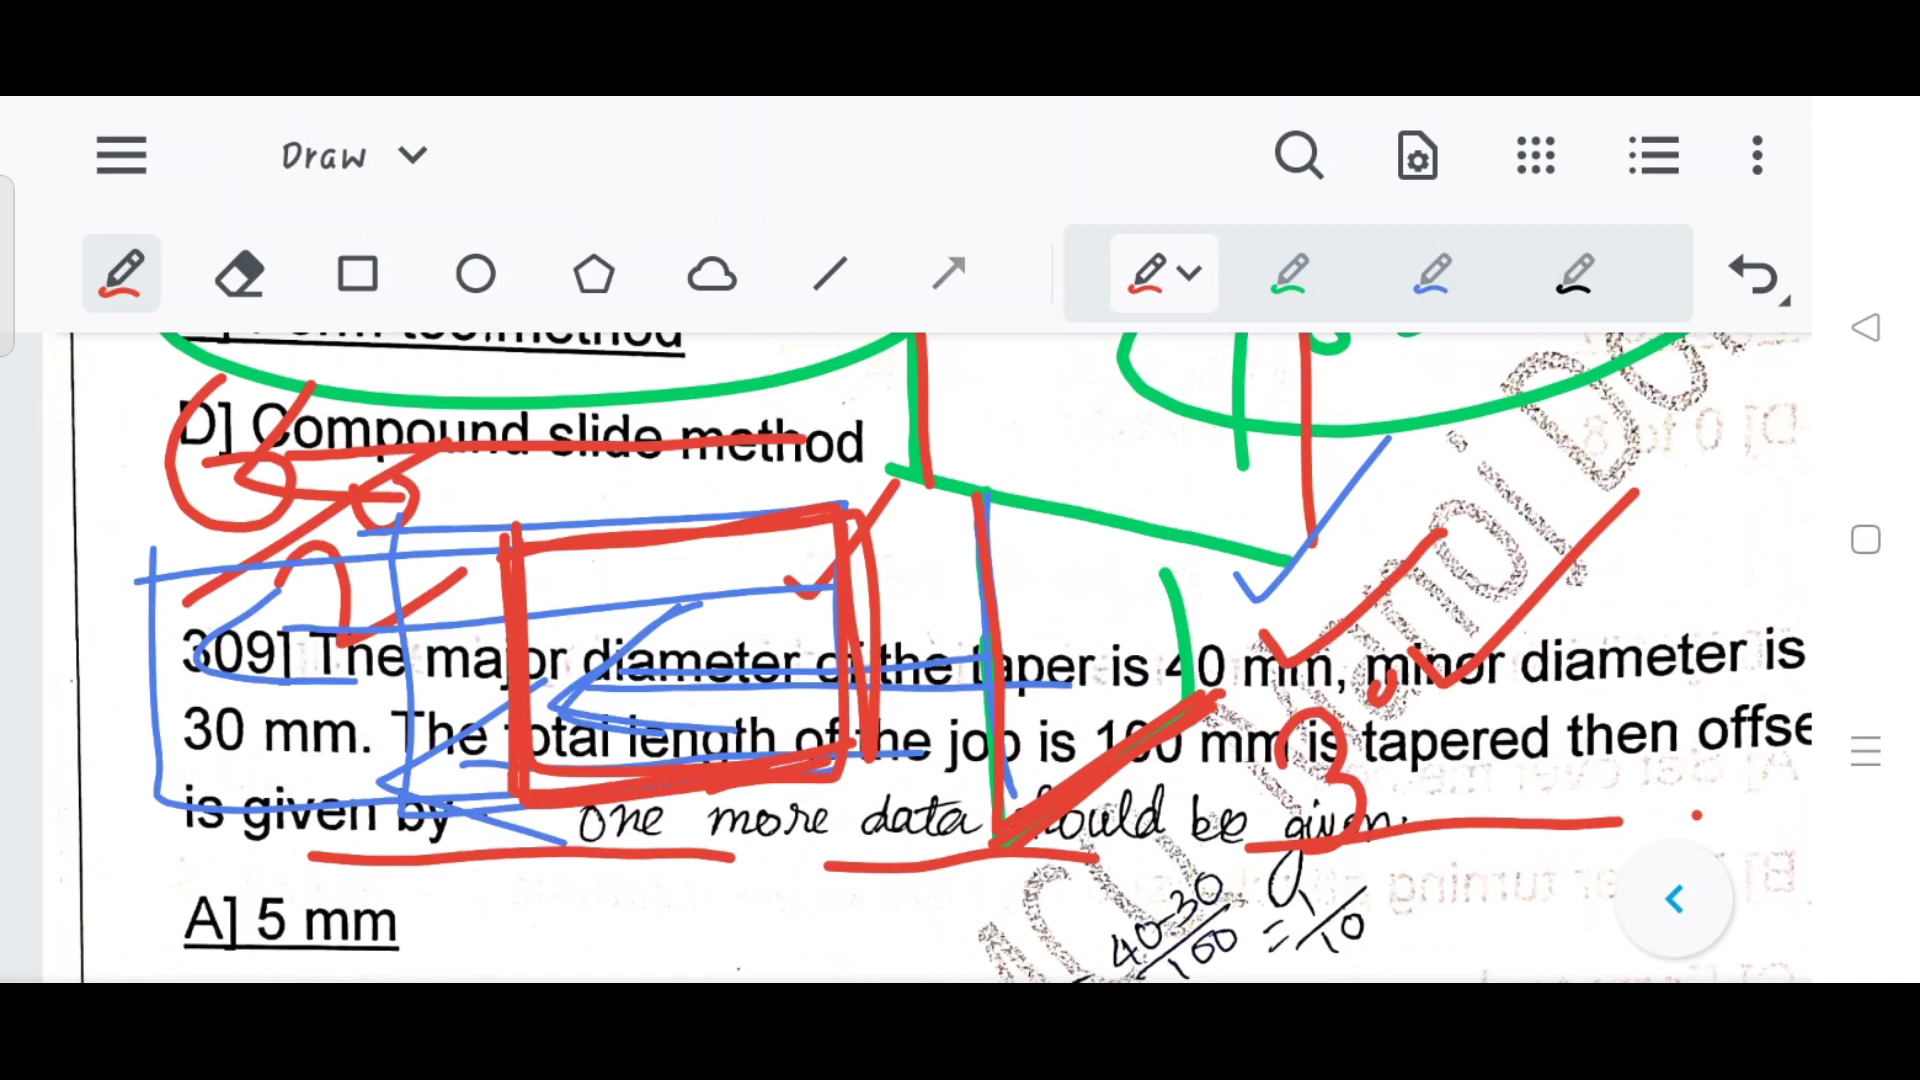 Draw
D] Compound slide method
309] The major diameter of the taper is 40 mm, minor diameter is
30 mm. The total length of the job is 100 mm is tapered then offse
is given by one more data should be given.
A] 5 mm
40-30
100
=
1
10